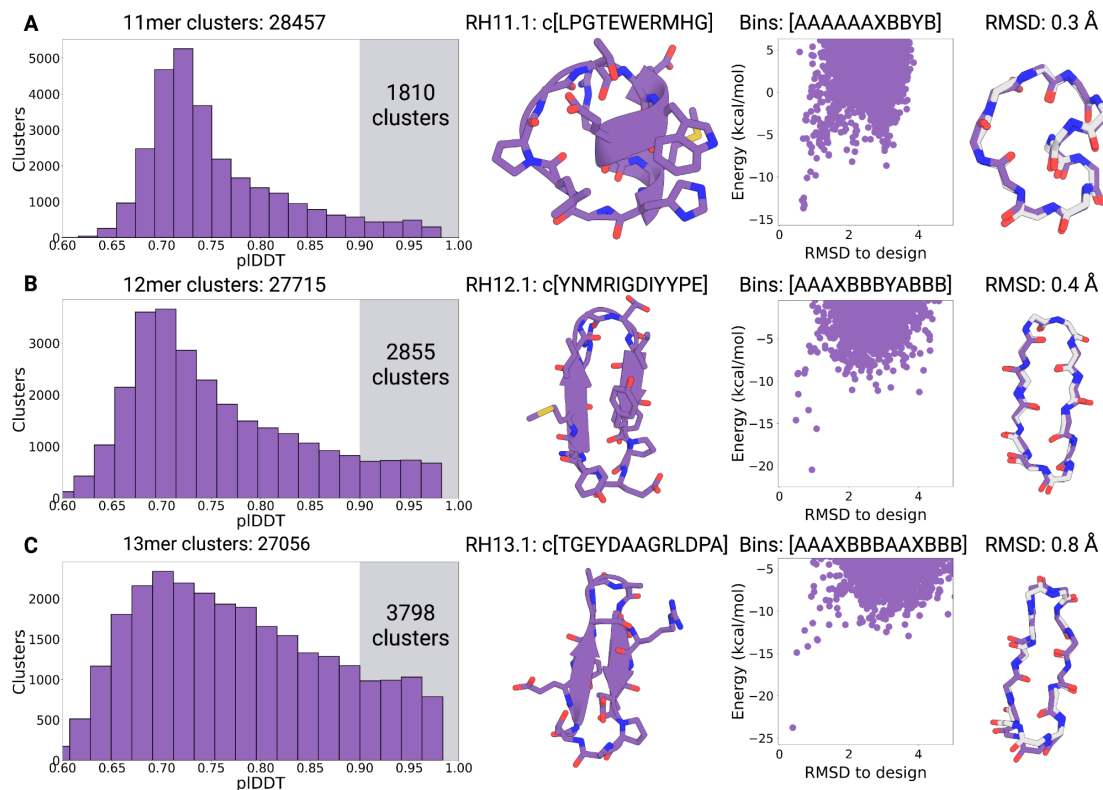 A
11mer clusters: 28457
RH11.1: c[LPGTEWERMHG]
Bins: [AAAAAAXBBYB]
RMSD: 0.3 Å
Clusters
5000
4000
3000
2000
1000
0
1810
clusters
0.60 0.65 0.70 0.75 0.80 0.85 0.90 0.95 1.00
plDDT
Energy (kcal/mol)
5
0
−5
−10
−15
0 2 4
RMSD to design
B
12mer clusters: 27715
RH12.1: c[YNMRIGDIYYPE]
Bins: [AAAXBBBYABBB]
RMSD: 0.4 Å
Clusters
3000
2000
1000
0
2855
clusters
0.60 0.65 0.70 0.75 0.80 0.85 0.90 0.95 1.00
plDDT
Energy (kcal/mol)
−5
−10
−15
−20
0 2 4
RMSD to design
C
13mer clusters: 27056
RH13.1: c[TGEYDAAGRLDPA]
Bins: [AAAXBBBAAXBBB]
RMSD: 0.8 Å
Clusters
2000
1,500
1000
500
0
3798
clusters
0.60 0.65 0.70 0.75 0.80 0.85 0.90 0.95 1.00
plDDT
Energy (kcal/mol)
−5
−10
−15
−20
−25
0 2 4
RMSD to design